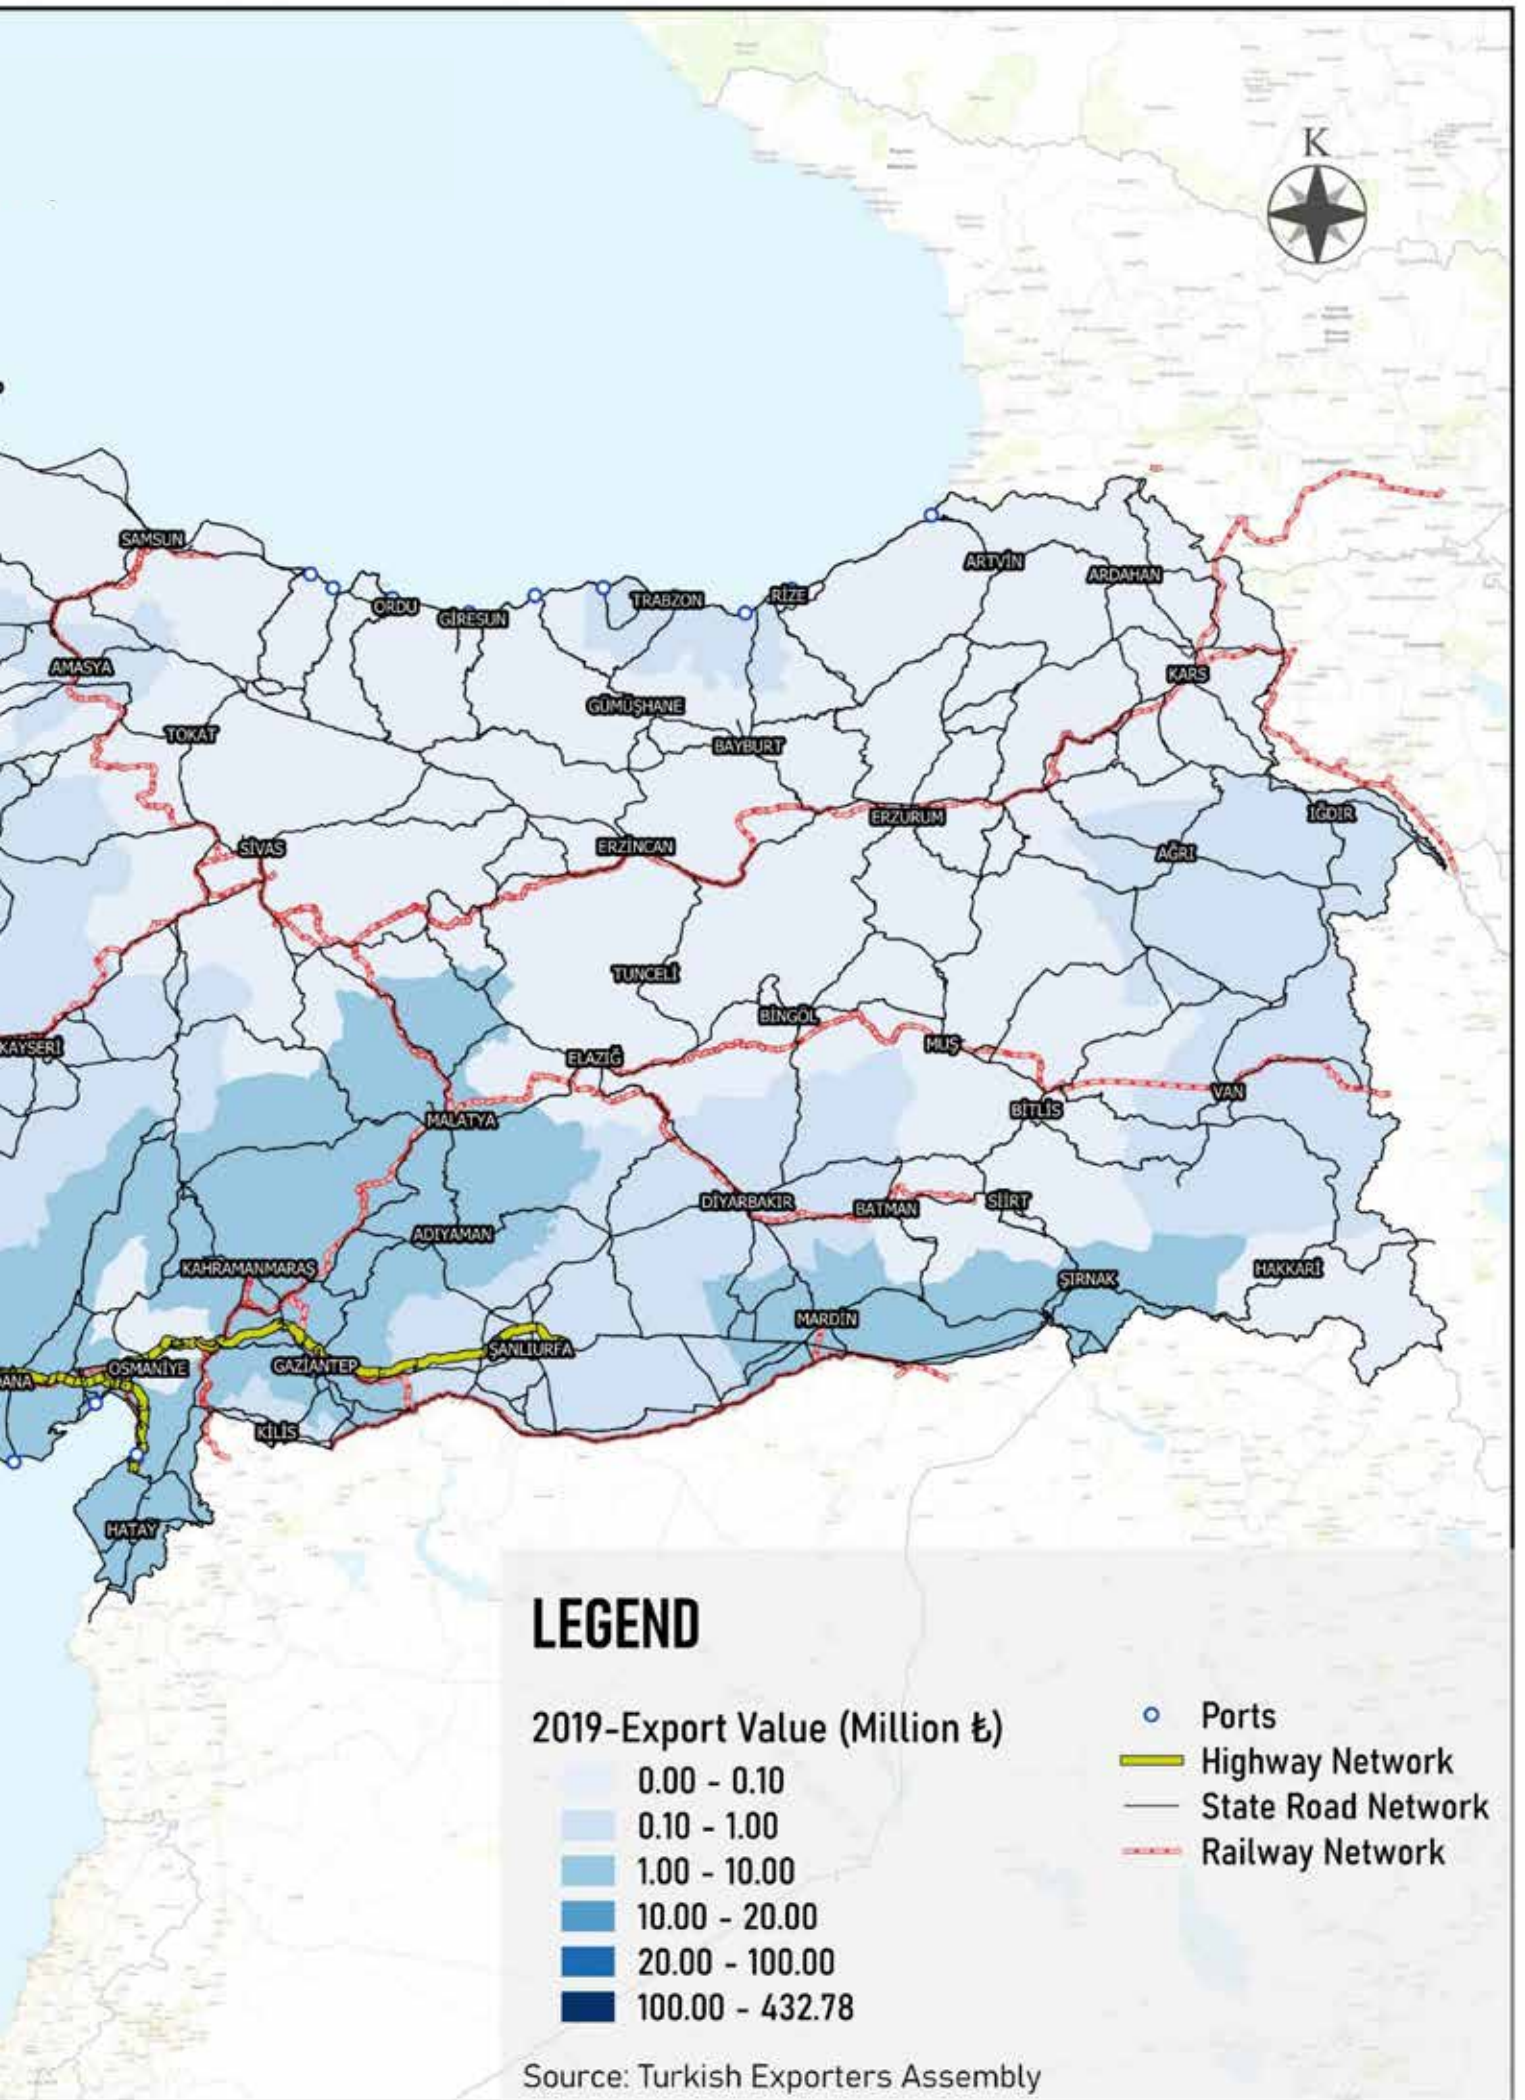 K
SAMSUN
ORDU
GİRESUN
TRABZON
RİZE
ARTVİN
ARDAHAN
AMASYA
KARS
GÜMÜŞHANE
TOKAT
BAYBURT
IĞDIR
ERZURUM
SİVAS
ERZİNCAN
AĞRI
TUNCELİ
BİNGÖL
KAYSERİ
ELAZIĞ
MUŞ
VAN
MALATYA
BİTLİS
DİYARBAKIR
BATMAN
SİİRT
ADIYAMAN
KAHRAMANMARAŞ
ŞIRNAK
HAKKARİ
MARDİN
ŞANLIURFA
OSMANİYE
GAZİANTEP
ANA
KİLİS
HATAY
LEGEND
2019-Export Value (Million ₺)
0.00 - 0.10
0.10 - 1.00
1.00 - 10.00
10.00 - 20.00
20.00 - 100.00
100.00 - 432.78
Ports
Highway Network
State Road Network
Railway Network
Source: Turkish Exporters Assembly